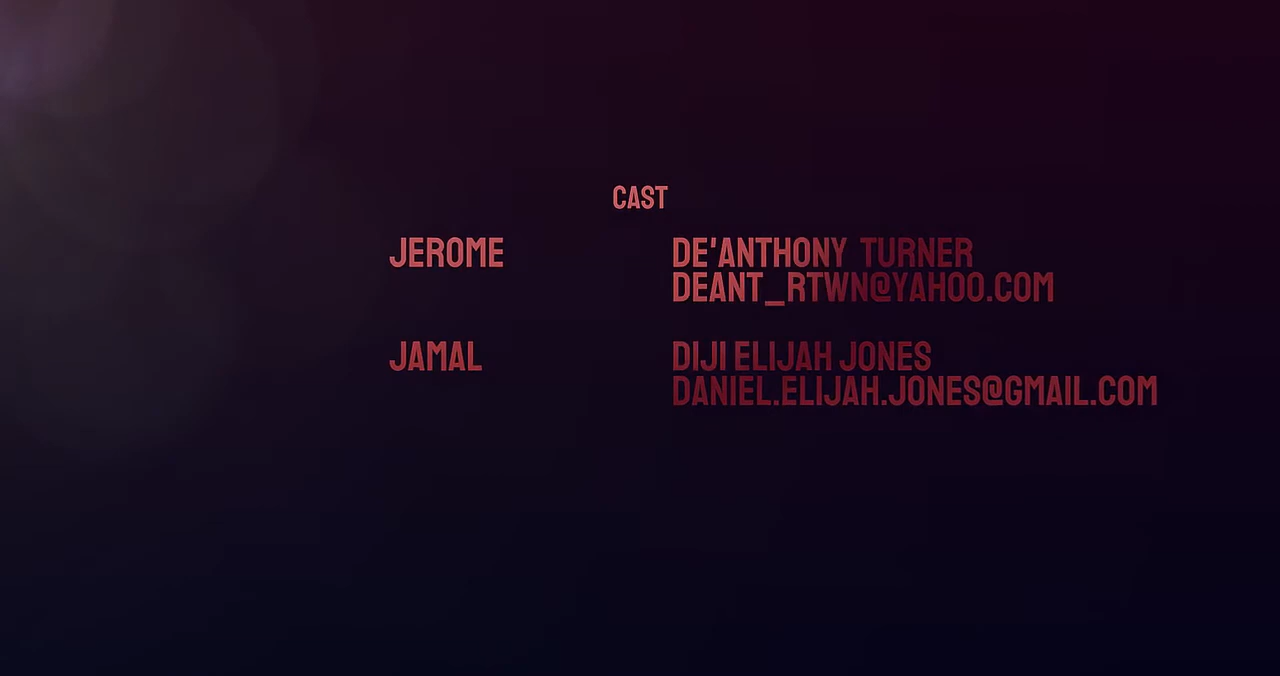 CAST
JEROME DE'ANTHONY TURNER
DEANT_RTWN@YAHOO.COM
JAMAL DIJI ELIJAH JONES
DANIEL.ELIJAH.JONES@GMAIL.COM